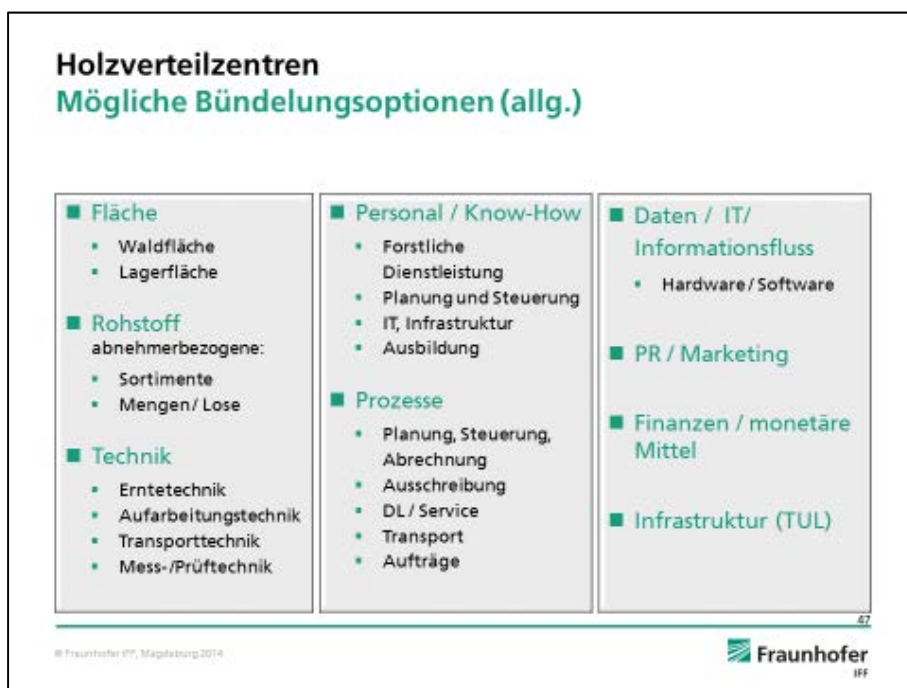 Holzverteilzentren
Mögliche Bündelungsoptionen (allg.)
Fläche
Waldfläche
Lagerfläche
Rohstoff
abnehmerbezogene:
Sortimente
Mengen / Lose
Technik
Erntetechnik
Aufarbeitungstechnik
Transporttechnik
Mess-/Prüftechnik
Personal / Know-How
Forstliche
Dienstleistung
Planung und Steuerung
IT, Infrastruktur
Ausbildung
Prozesse
Planung, Steuerung,
Abrechnung
Ausschreibung
DL / Service
Transport
Aufträge
Daten / IT/
Informationsfluss
Hardware / Software
PR / Marketing
Finanzen / monetäre
Mittel
Infrastruktur (TUL)
47
© Fraunhofer IFF, Magdeburg 2014
Fraunhofer
IFF